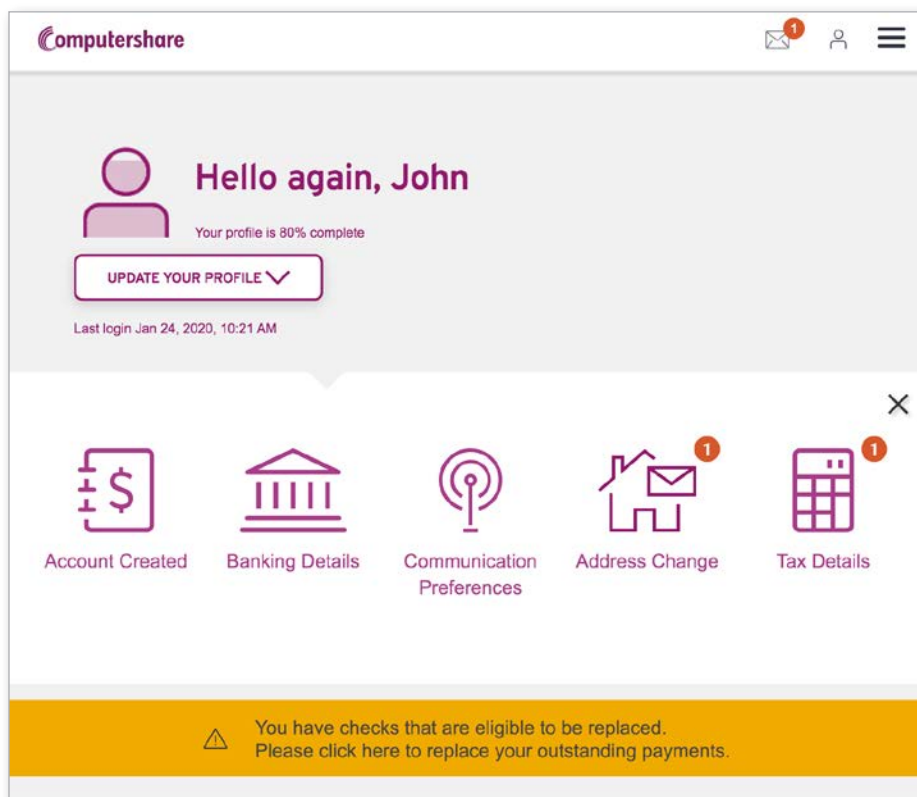 Computershare
1
Hello again, John
Your profile is 80% complete
UPDATE YOUR PROFILE
Last login Jan 24, 2020, 10:21 AM
$
1
1
Account Created
Banking Details
Communication
Preferences
Address Change
Tax Details
You have checks that are eligible to be replaced.
Please click here to replace your outstanding payments.